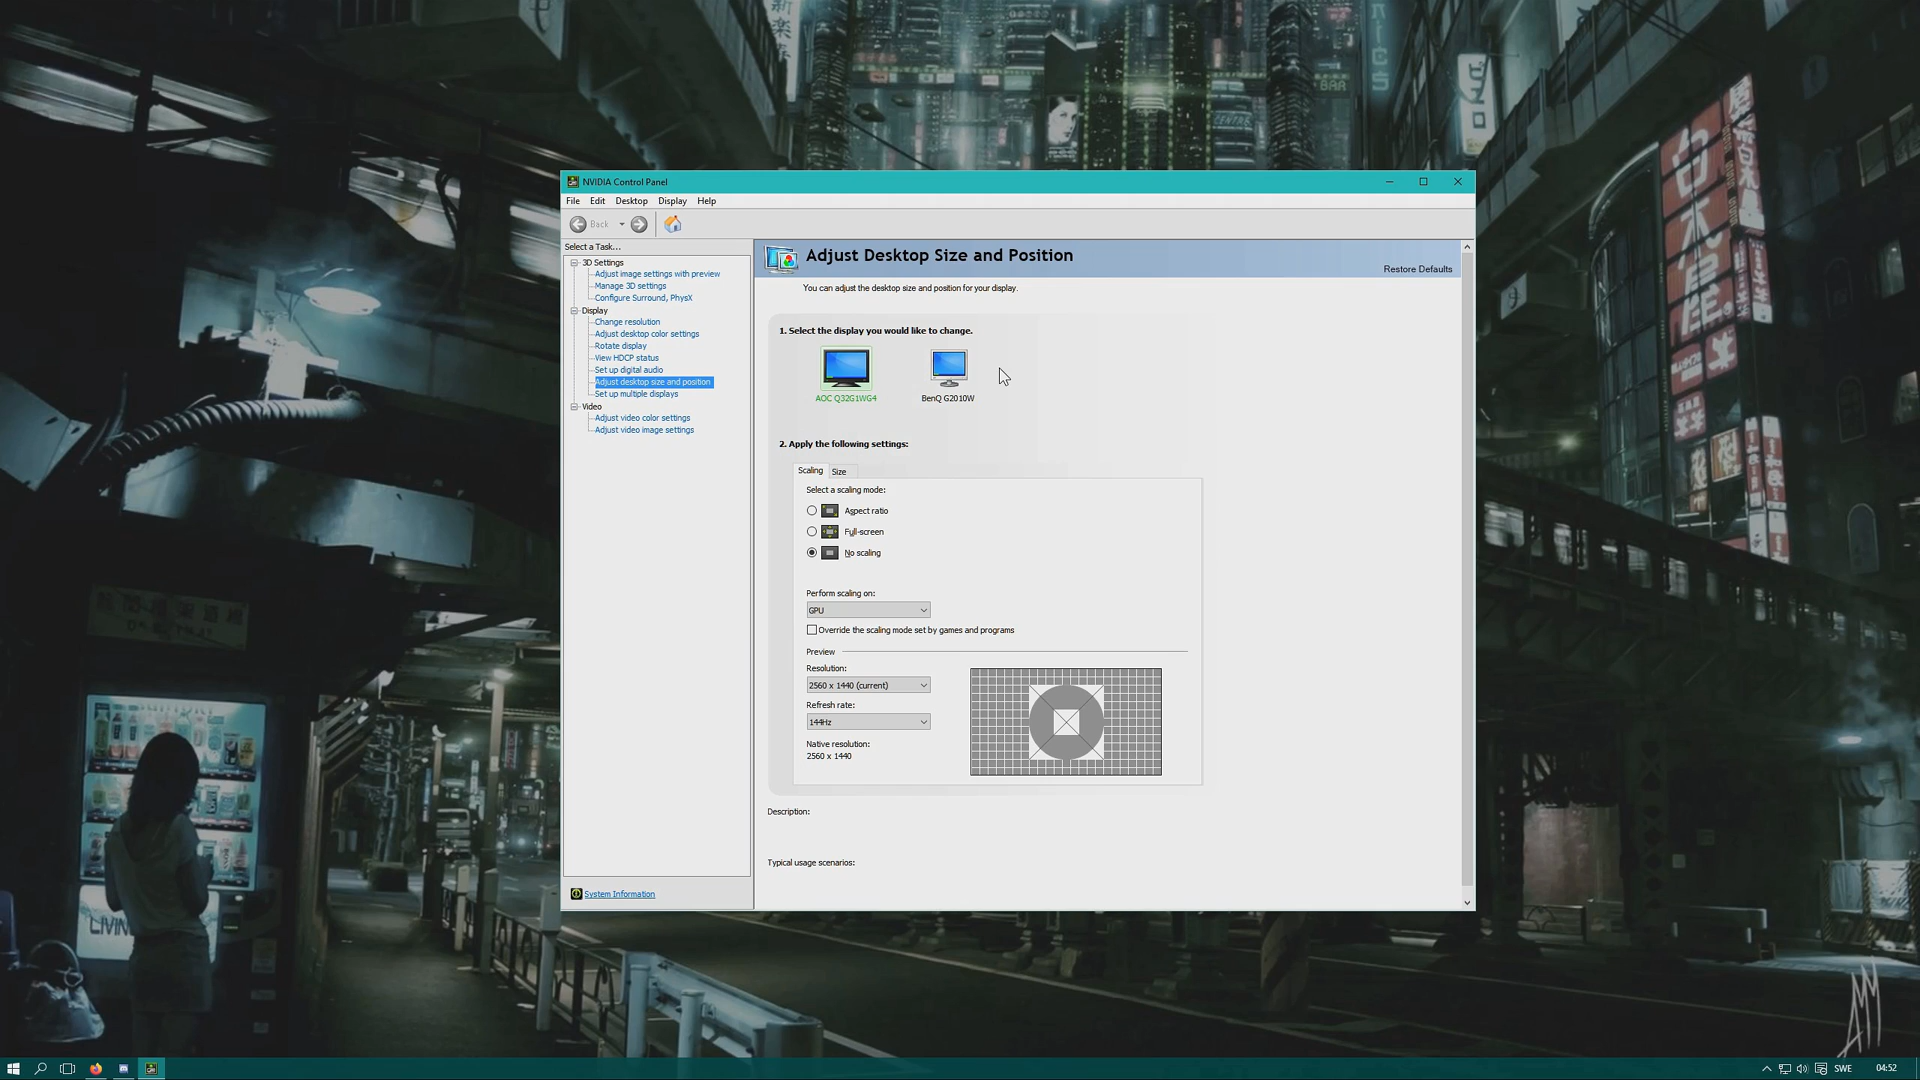 NVIDIA Control Panel
File Edit Desktop Display Help
Back
Select a Task...
3D Settings
Adjust image settings with preview
Manage 3D settings
Configure Surround, PhysX
Display
Change resolution
Adjust desktop color settings
Rotate display
View HDCP status
Set up digital audio
Adjust desktop size and position
Set up multiple displays
Video
Adjust video color settings
Adjust video image settings
System Information
Adjust Desktop Size and Position
Restore Defaults
You can adjust the desktop size and position for your display.
1. Select the display you would like to change.
AOC Q32G1WG4
BenQ G2010W
2. Apply the following settings:
Scaling Size
Select a scaling mode:
Aspect ratio
Full-screen
No scaling
Perform scaling on:
GPU
Override the scaling mode set by games and programs
Preview
Resolution:
2560 x 1440 (current)
Refresh rate:
144Hz
Native resolution:
2560 x 1440
Description:
Typical usage scenarios:
BAR
CENTRE
LIVIN
SWE
04:52